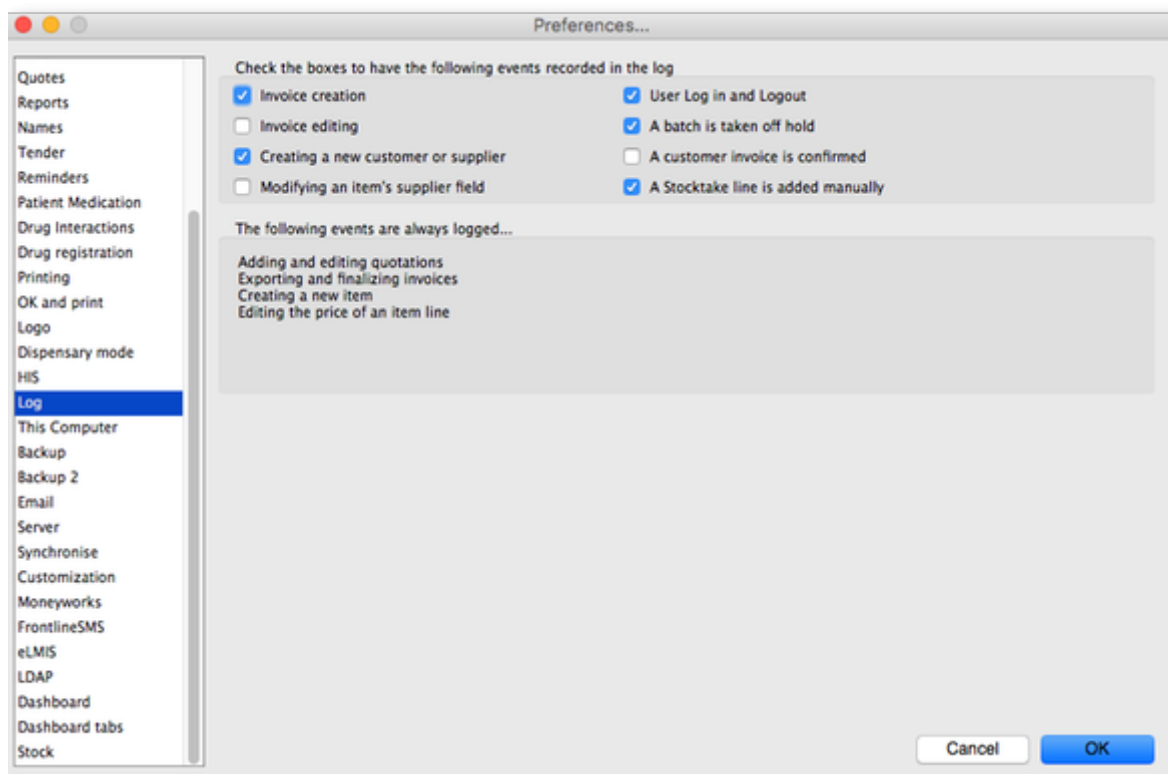 Preferences...
Quotes
Reports
Names
Tender
Reminders
Patient Medication
Drug Interactions
Drug registration
Printing
OK and print
Logo
Dispensary mode
HIS
Log
This Computer
Backup
Backup 2
Email
Server
Synchronise
Customization
Moneyworks
FrontlineSMS
eLMIS
LDAP
Dashboard
Dashboard tabs
Stock
Check the boxes to have the following events recorded in the log
Invoice creation
Invoice editing
Creating a new customer or supplier
Modifying an item's supplier field
User Log in and Logout
A batch is taken off hold
A customer invoice is confirmed
A Stocktake line is added manually
The following events are always logged...
Adding and editing quotations
Exporting and finalizing invoices
Creating a new item
Editing the price of an item line
Cancel
OK